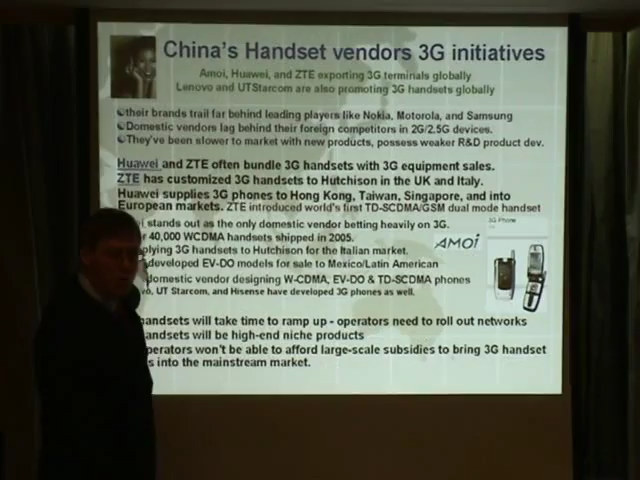 China's Handset vendors 3G initiatives
Amoi, Huawei, and ZTE exporting 3G terminals globally
Lenovo and UTStarcom are also promoting 3G handsets globally
their brands trail far behind leading players like Nokia, Motorola, and Samsung
Domestic vendors lag behind their foreign competitors in 2G/2.5G devices.
They've been slower to market with new products, possess weaker R&D product dev.
Huawei and ZTE often bundle 3G handsets with 3G equipment sales.
ZTE has customized 3G handsets to Hutchison in the UK and Italy.
Huawei supplies 3G phones to Hong Kong, Taiwan, Singapore, and into
European markets. ZTE introduced world's first TD-SCDMA/GSM dual mode handset
i stands out as the only domestic vendor betting heavily on 3G.
40,000 WCDMA handsets shipped in 2005.
plying 3G handsets to Hutchison for the Italian market.
developed EV-DO models for sale to Mexico/Latin American
domestic vendor designing W-CDMA, EV-DO & TD-SCDMA phones
o, UT Starcom, and Hisense have developed 3G phones as well.
AMOi
3G Phone
handsets will take time to ramp up - operators need to roll out networks
andsets will be high-end niche products
perators won't be able to afford large-scale subsidies to bring 3G handset
s into the mainstream market.